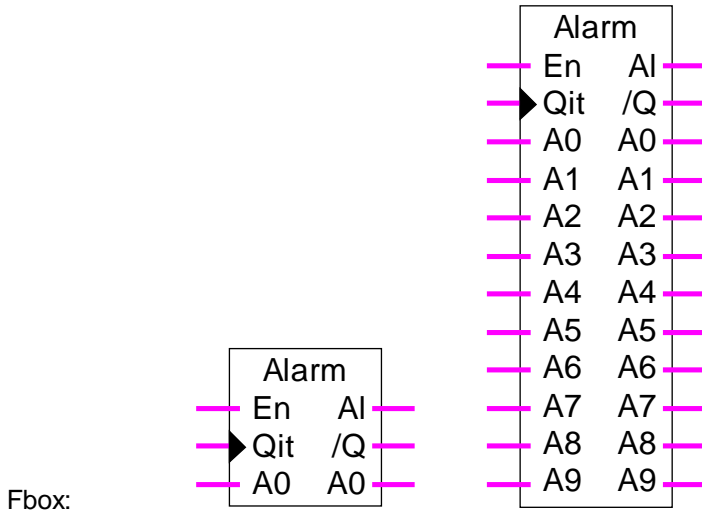 Fbox:
Alarm
En Al
Qit /Q
A0 A0
Alarm
En Al
Qit /Q
A0 A0
A1 A1
A2 A2
A3 A3
A4 A4
A5 A5
A6 A6
A7 A7
A8 A8
A9 A9